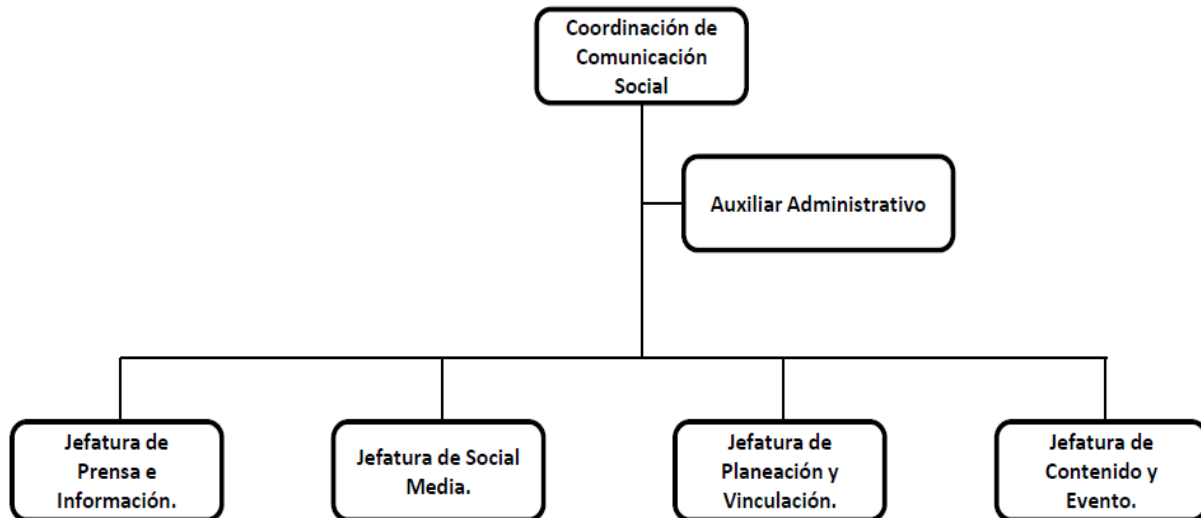 Coordinación de
Comunicación
Social
Auxiliar Administrativo
Jefatura de
Prensa e
Información.
Jefatura de Social
Media.
Jefatura de
Planeación y
Vinculación.
Jefatura de
Contenido y
Evento.